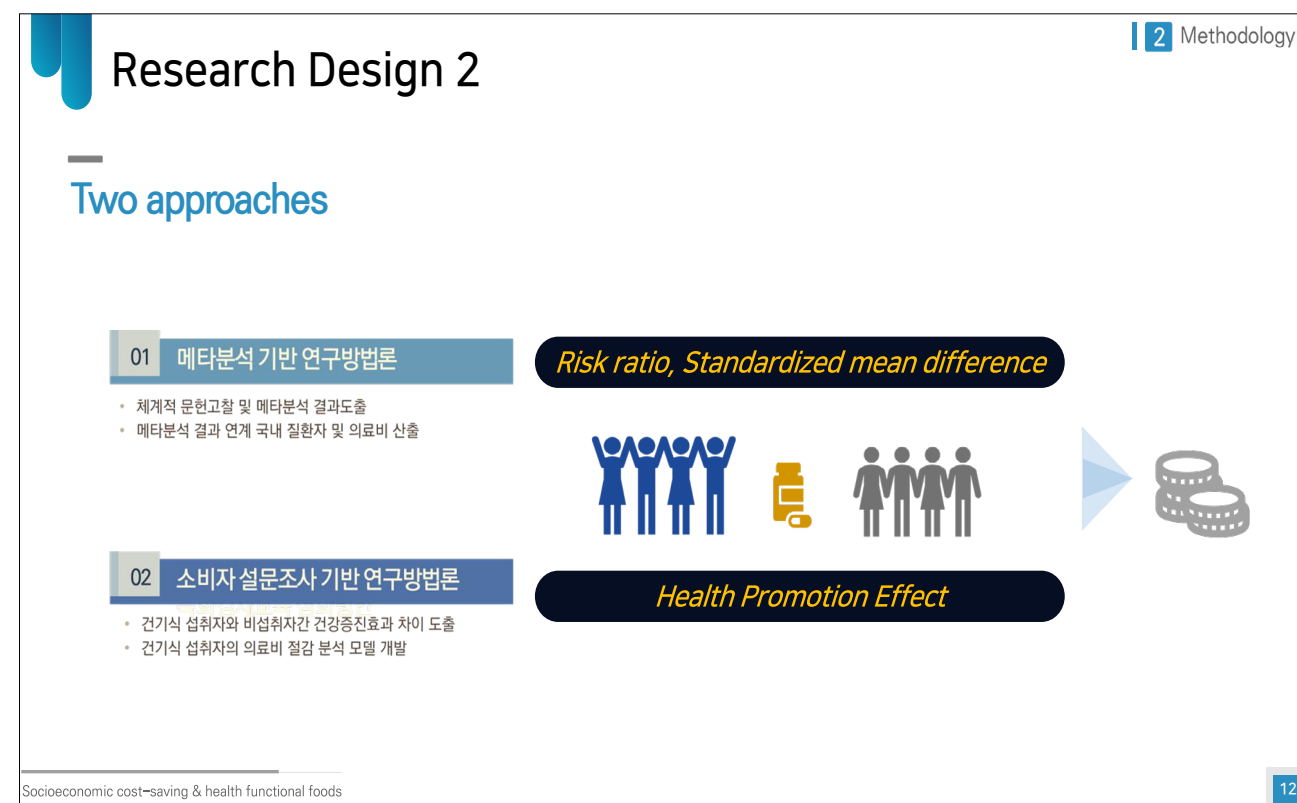 2 Methodology
Research Design 2
Two approaches
01 메타분석 기반 연구방법론
• 체계적 문헌고찰 및 메타분석 결과도출
• 메타분석 결과 연계 국내 질환자 및 의료비 산출
Risk ratio, Standardized mean difference
02 소비자 설문조사 기반 연구방법론
• 건기식 섭취자와 비섭취자간 건강증진효과 차이 도출
• 건기식 섭취자의 의료비 절감 분석 모델 개발
Health Promotion Effect
Socioeconomic cost-saving & health functional foods
12